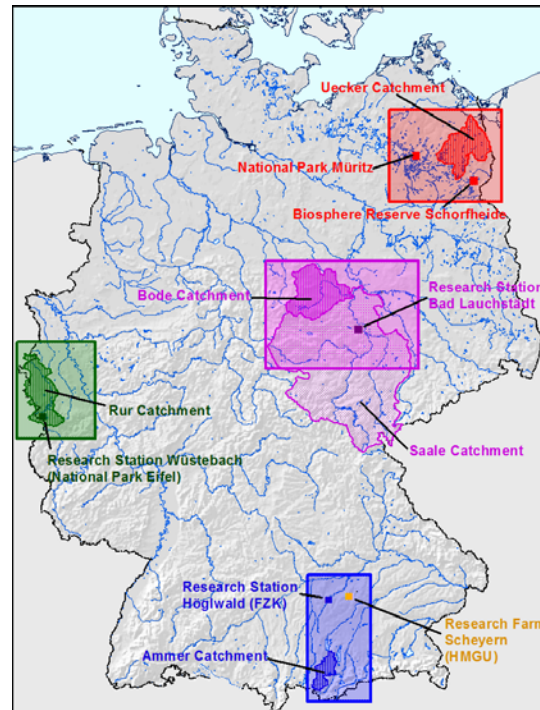 Uecker Catchment
National Park Müritz
Biosphere Reserve Schorfheide
Bode Catchment
Research Station
Bad Lauchstädt
Rur Catchment
Research Station Wüstebach
(National Park Eifel)
Saale Catchment
Research Station
Höglwald (FZK)
Research Farm
Scheyern
(HMGU)
Ammer Catchment